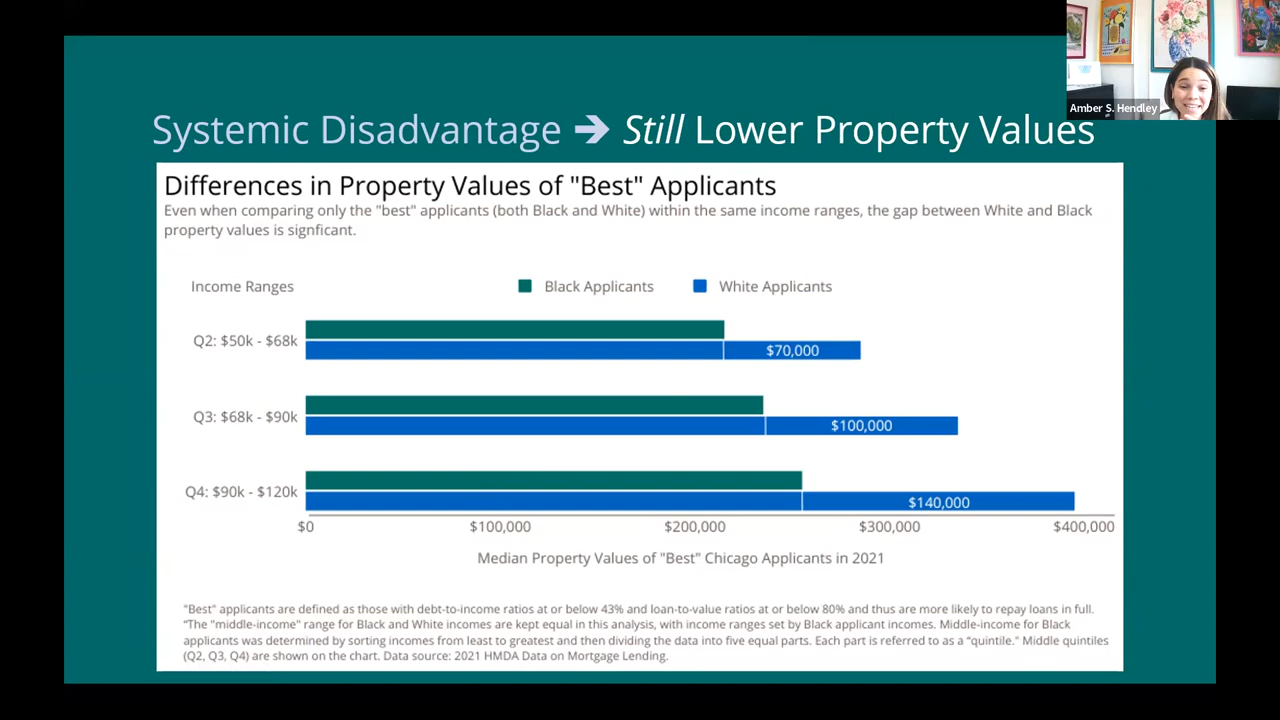 Amber S. Hendley
Systemic Disadvantage ➔ Still Lower Property Values
Differences in Property Values of "Best" Applicants
Even when comparing only the "best" applicants (both Black and White) within the same income ranges, the gap between White and Black
property values is signficant.
Income Ranges
Black Applicants
White Applicants
Q2: $50k - $68k
$70,000
Q3: $68k - $90k
$100,000
Q4: $90k - $120k
$140,000
$0 $100,000 $200,000 $300,000 $400,000
Median Property Values of "Best" Chicago Applicants in 2021
"Best" applicants are defined as those with debt-to-income ratios at or below 43% and loan-to-value ratios at or below 80% and thus are more likely to repay loans in full.
“The "middle-income" range for Black and White incomes are kept equal in this analysis, with income ranges set by Black applicant incomes. Middle-income for Black
applicants was determined by sorting incomes from least to greatest and then dividing the data into five equal parts. Each part is referred to as a “quintile." Middle quintiles
(Q2, Q3, Q4) are shown on the chart. Data source: 2021 HMDA Data on Mortgage Lending.